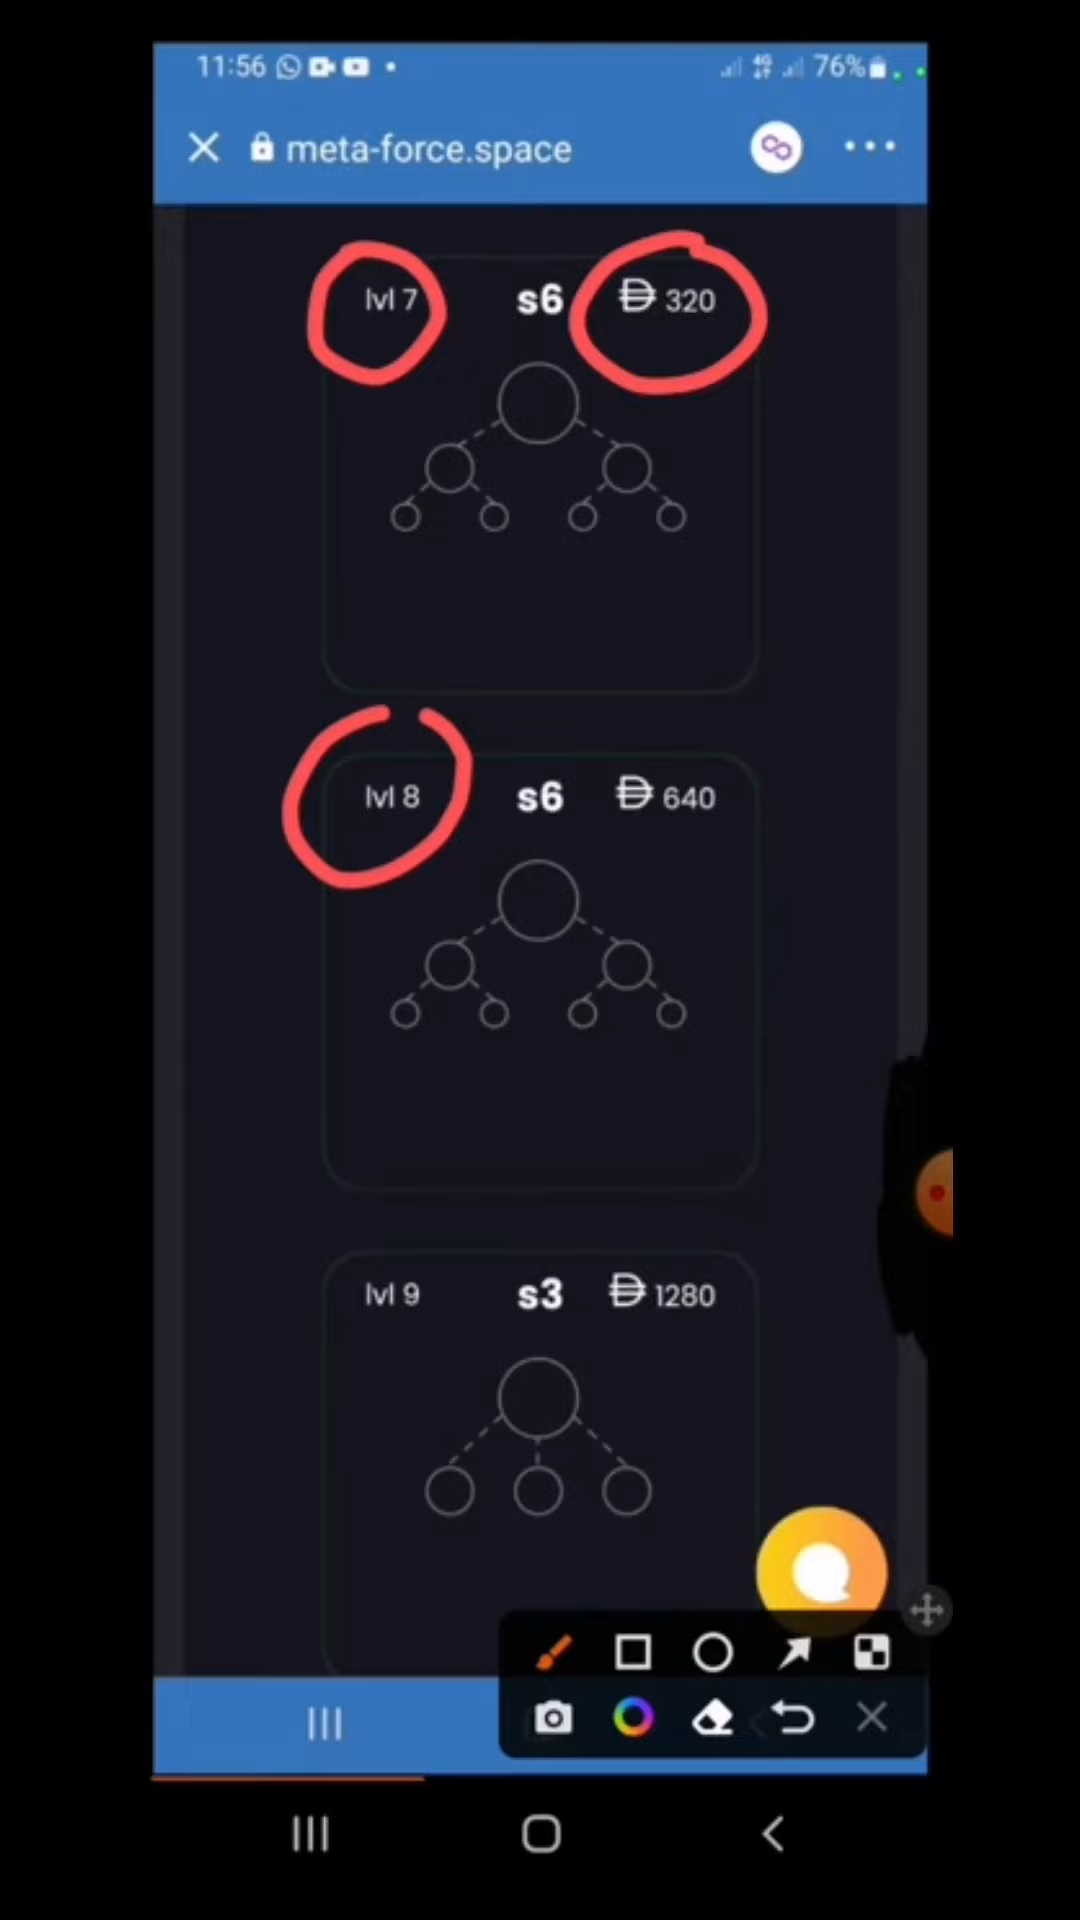 11:56 76%
meta-force.space
lvl 7 s6 320
lvl 8 s6 640
lvl 9 s3 1280